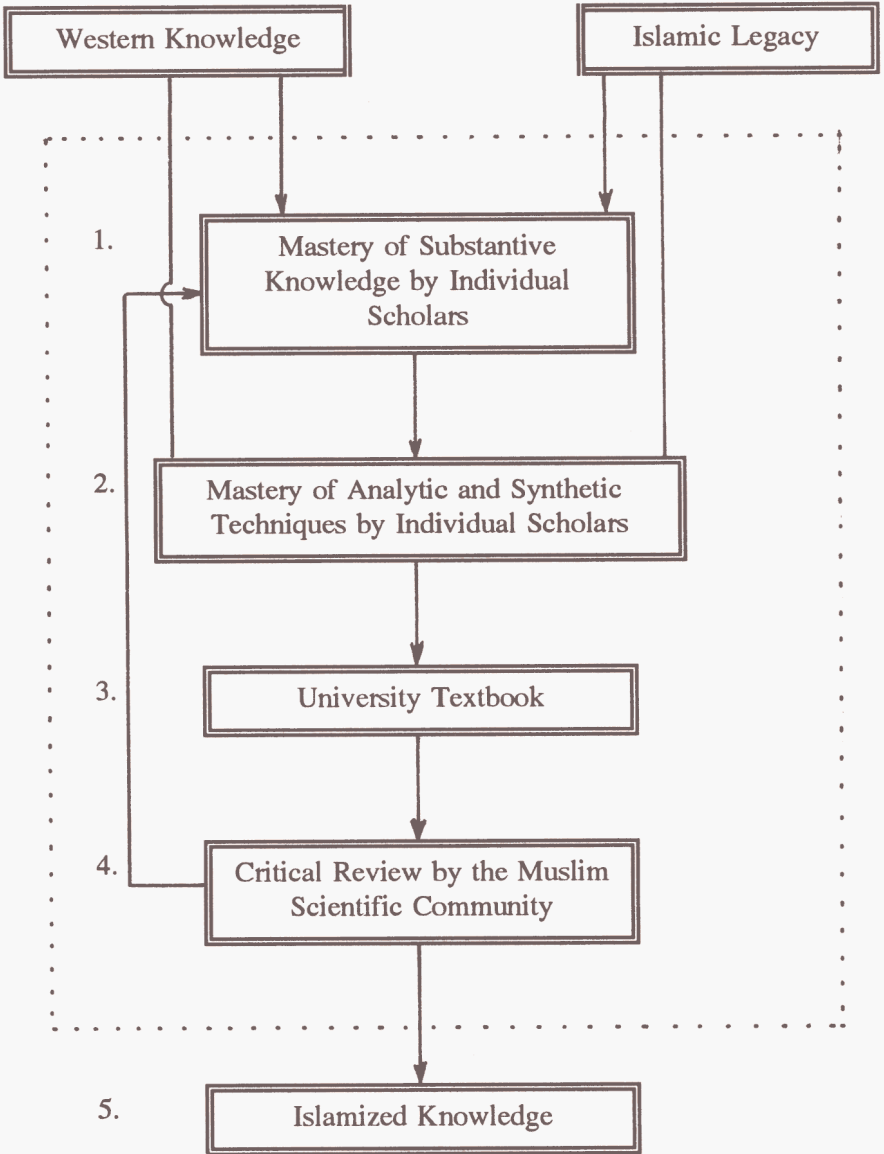 Western Knowledge
Islamic Legacy
1.
Mastery of Substantive
Knowledge by Individual
Scholars
2.
Mastery of Analytic and Synthetic
Techniques by Individual Scholars
3.
University Textbook
4.
Critical Review by the Muslim
Scientific Community
5.
Islamized Knowledge